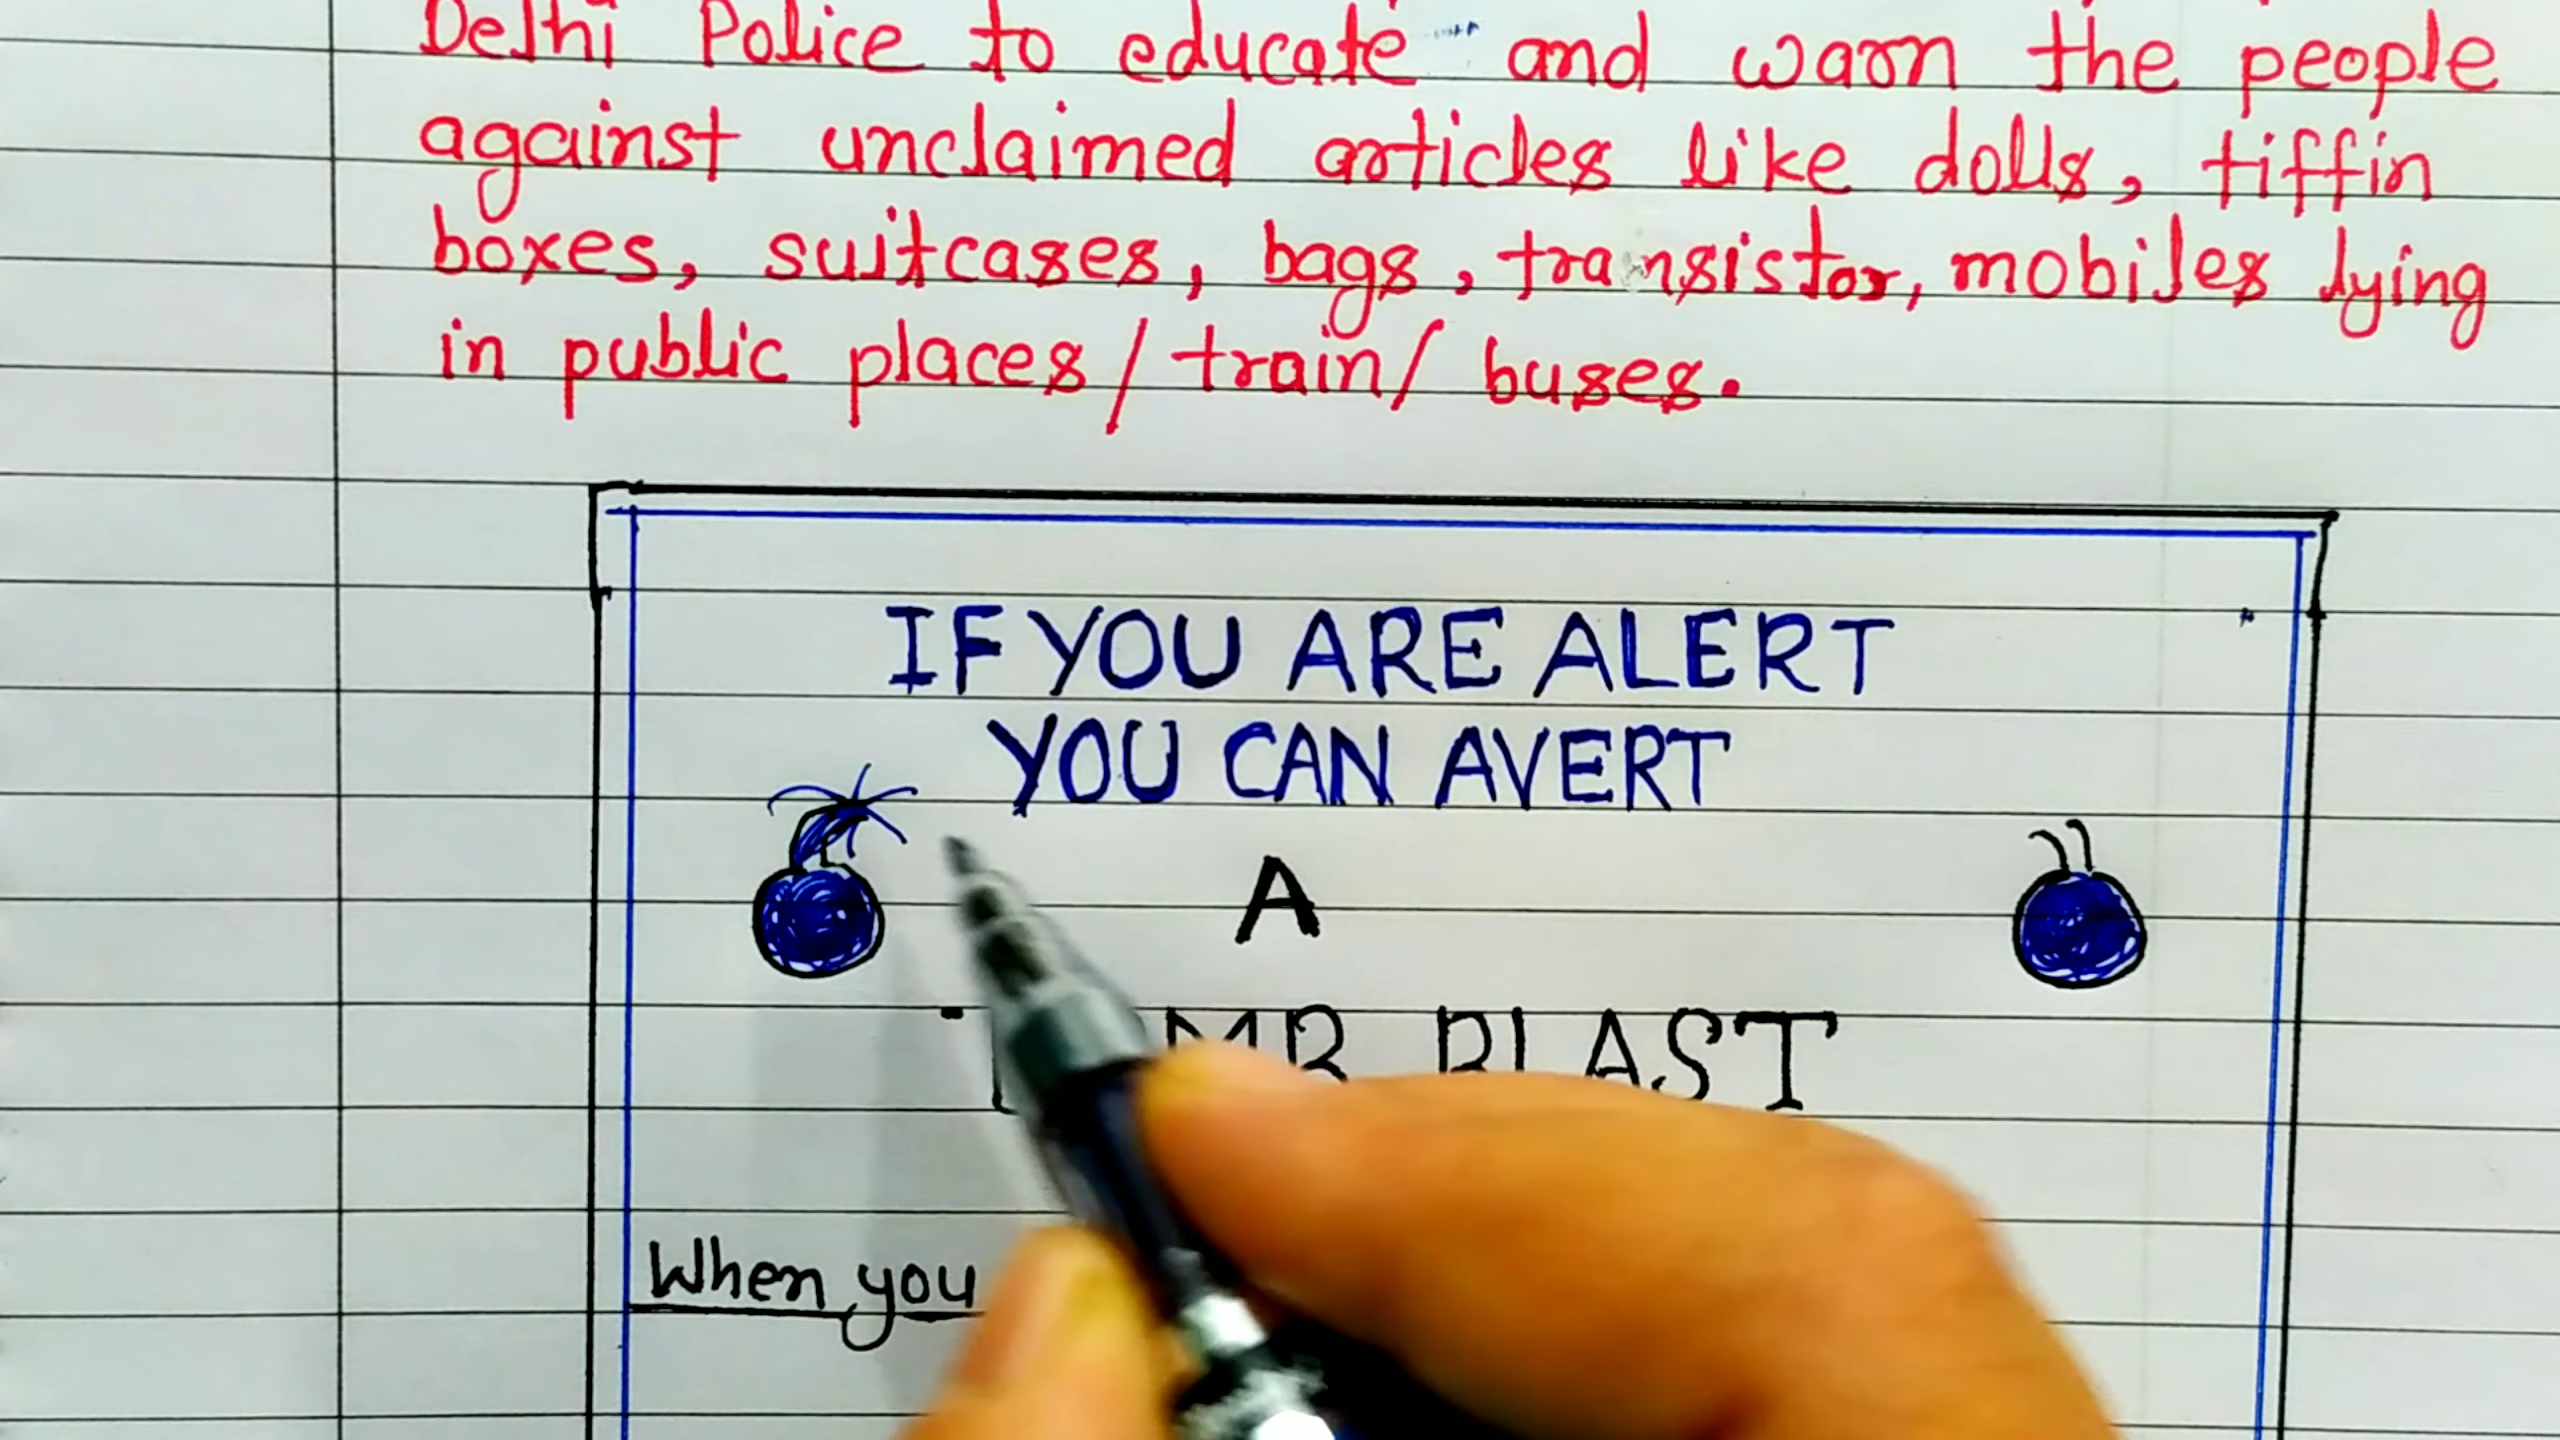 Delhi Police to educate and warn the people
against unclaimed articles like dolls, tiffin
boxes, suitcases, bags, transistor, mobiles lying
in public places/train/ buses.
IF YOU ARE ALERT
YOU CAN AVERT
A
BLAST
When you